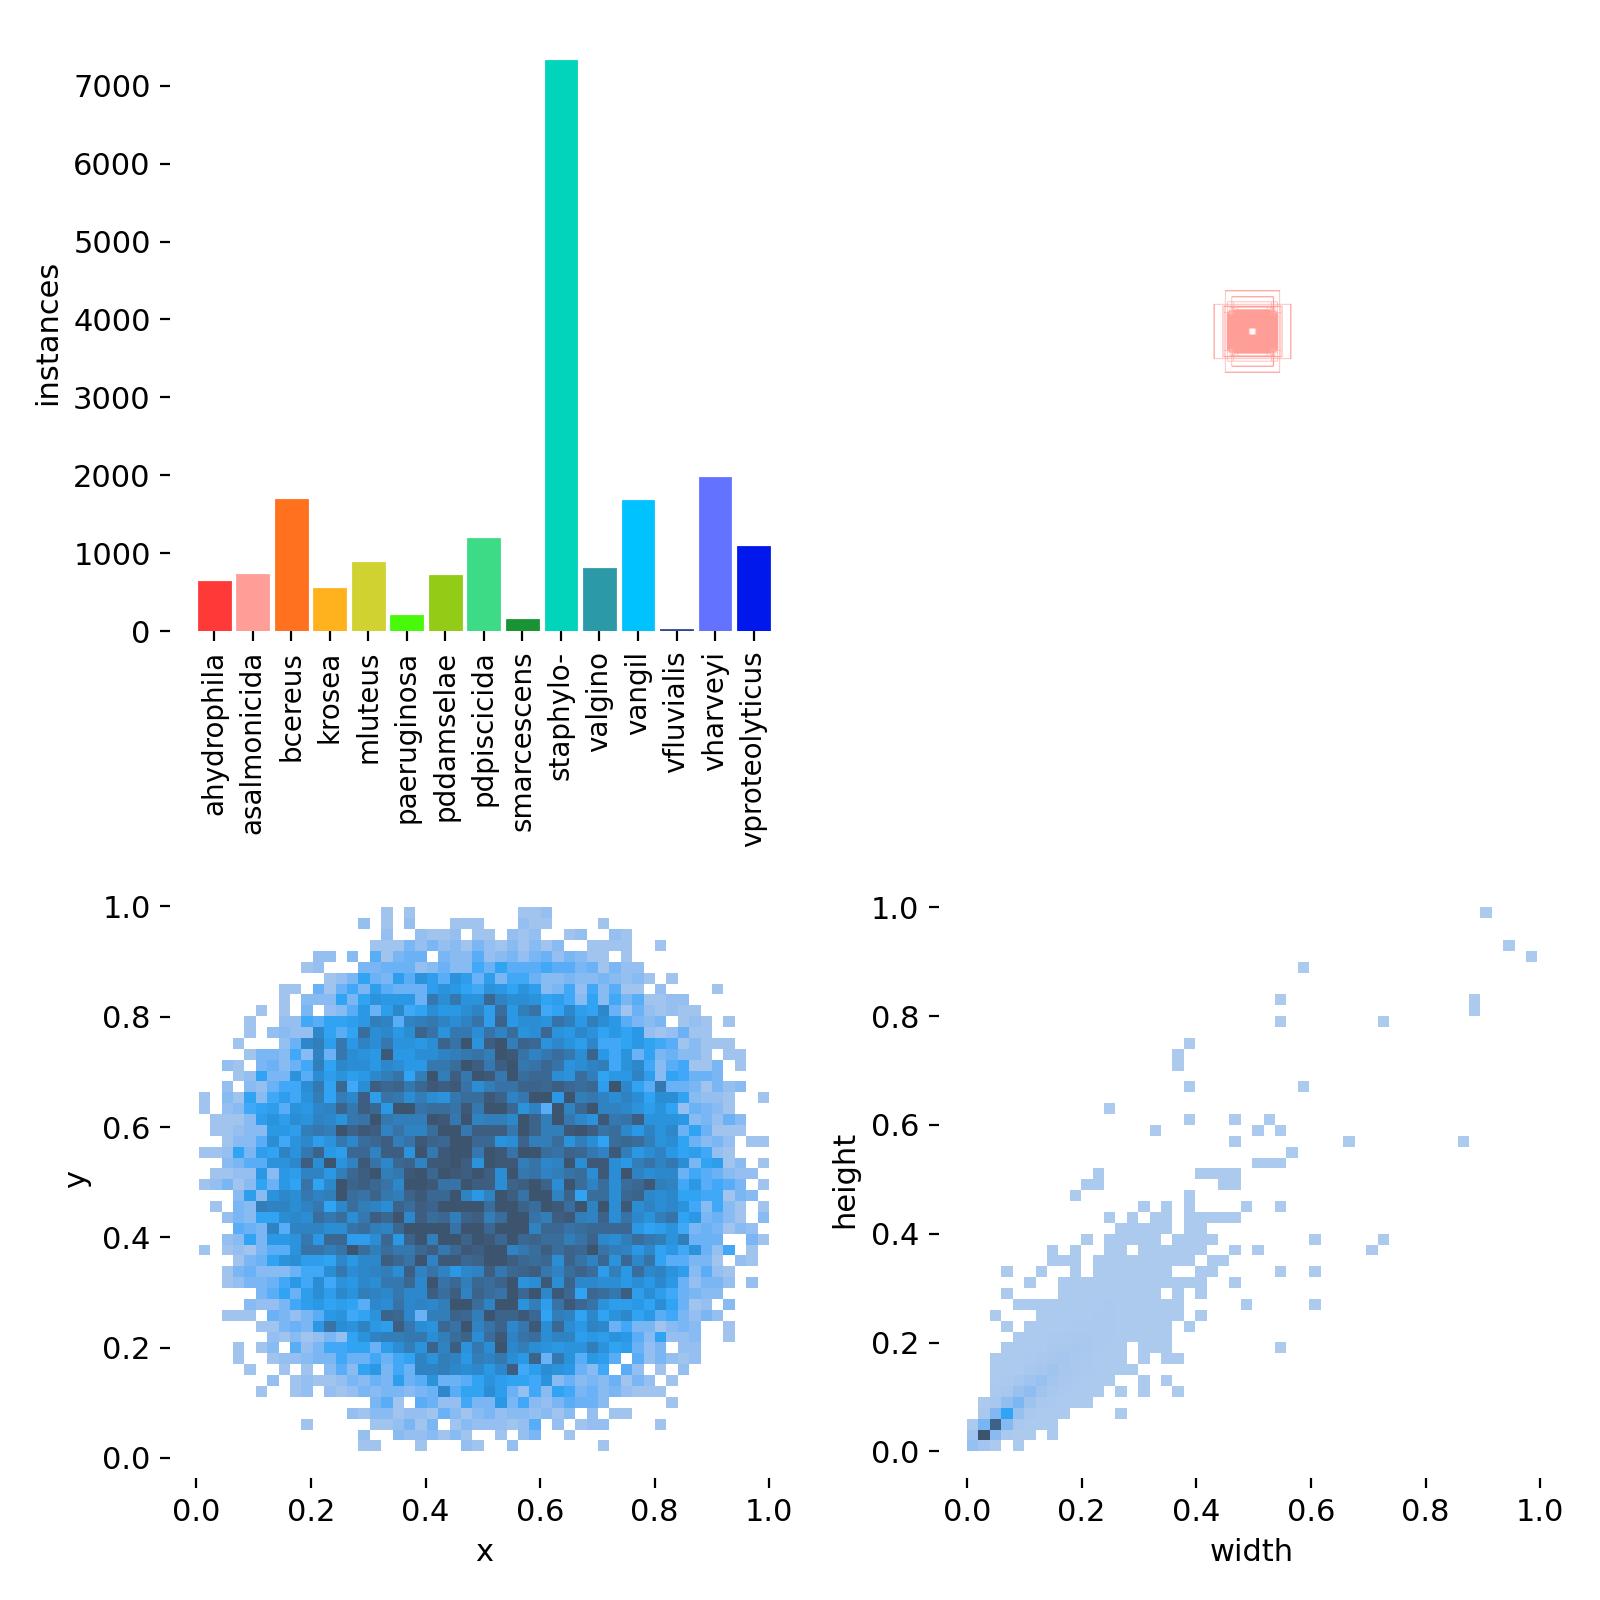 7000
6000
5000
4000
3000
2000
1000
0
instances
ahydrophila
asalmonicida
bcereus
krosea
mluteus
paeruginosa
pddamselae
pdpiscicida
smarcescens
staphylo-
valgino
vangil
vfluvialis
vharveyi
vproteolyticus
1.0
0.8
0.6
0.4
0.2
0.0
y
0.0 0.2 0.4 0.6 0.8 1.0
x
1.0
0.8
0.6
0.4
0.2
0.0
height
0.0 0.2 0.4 0.6 0.8 1.0
width